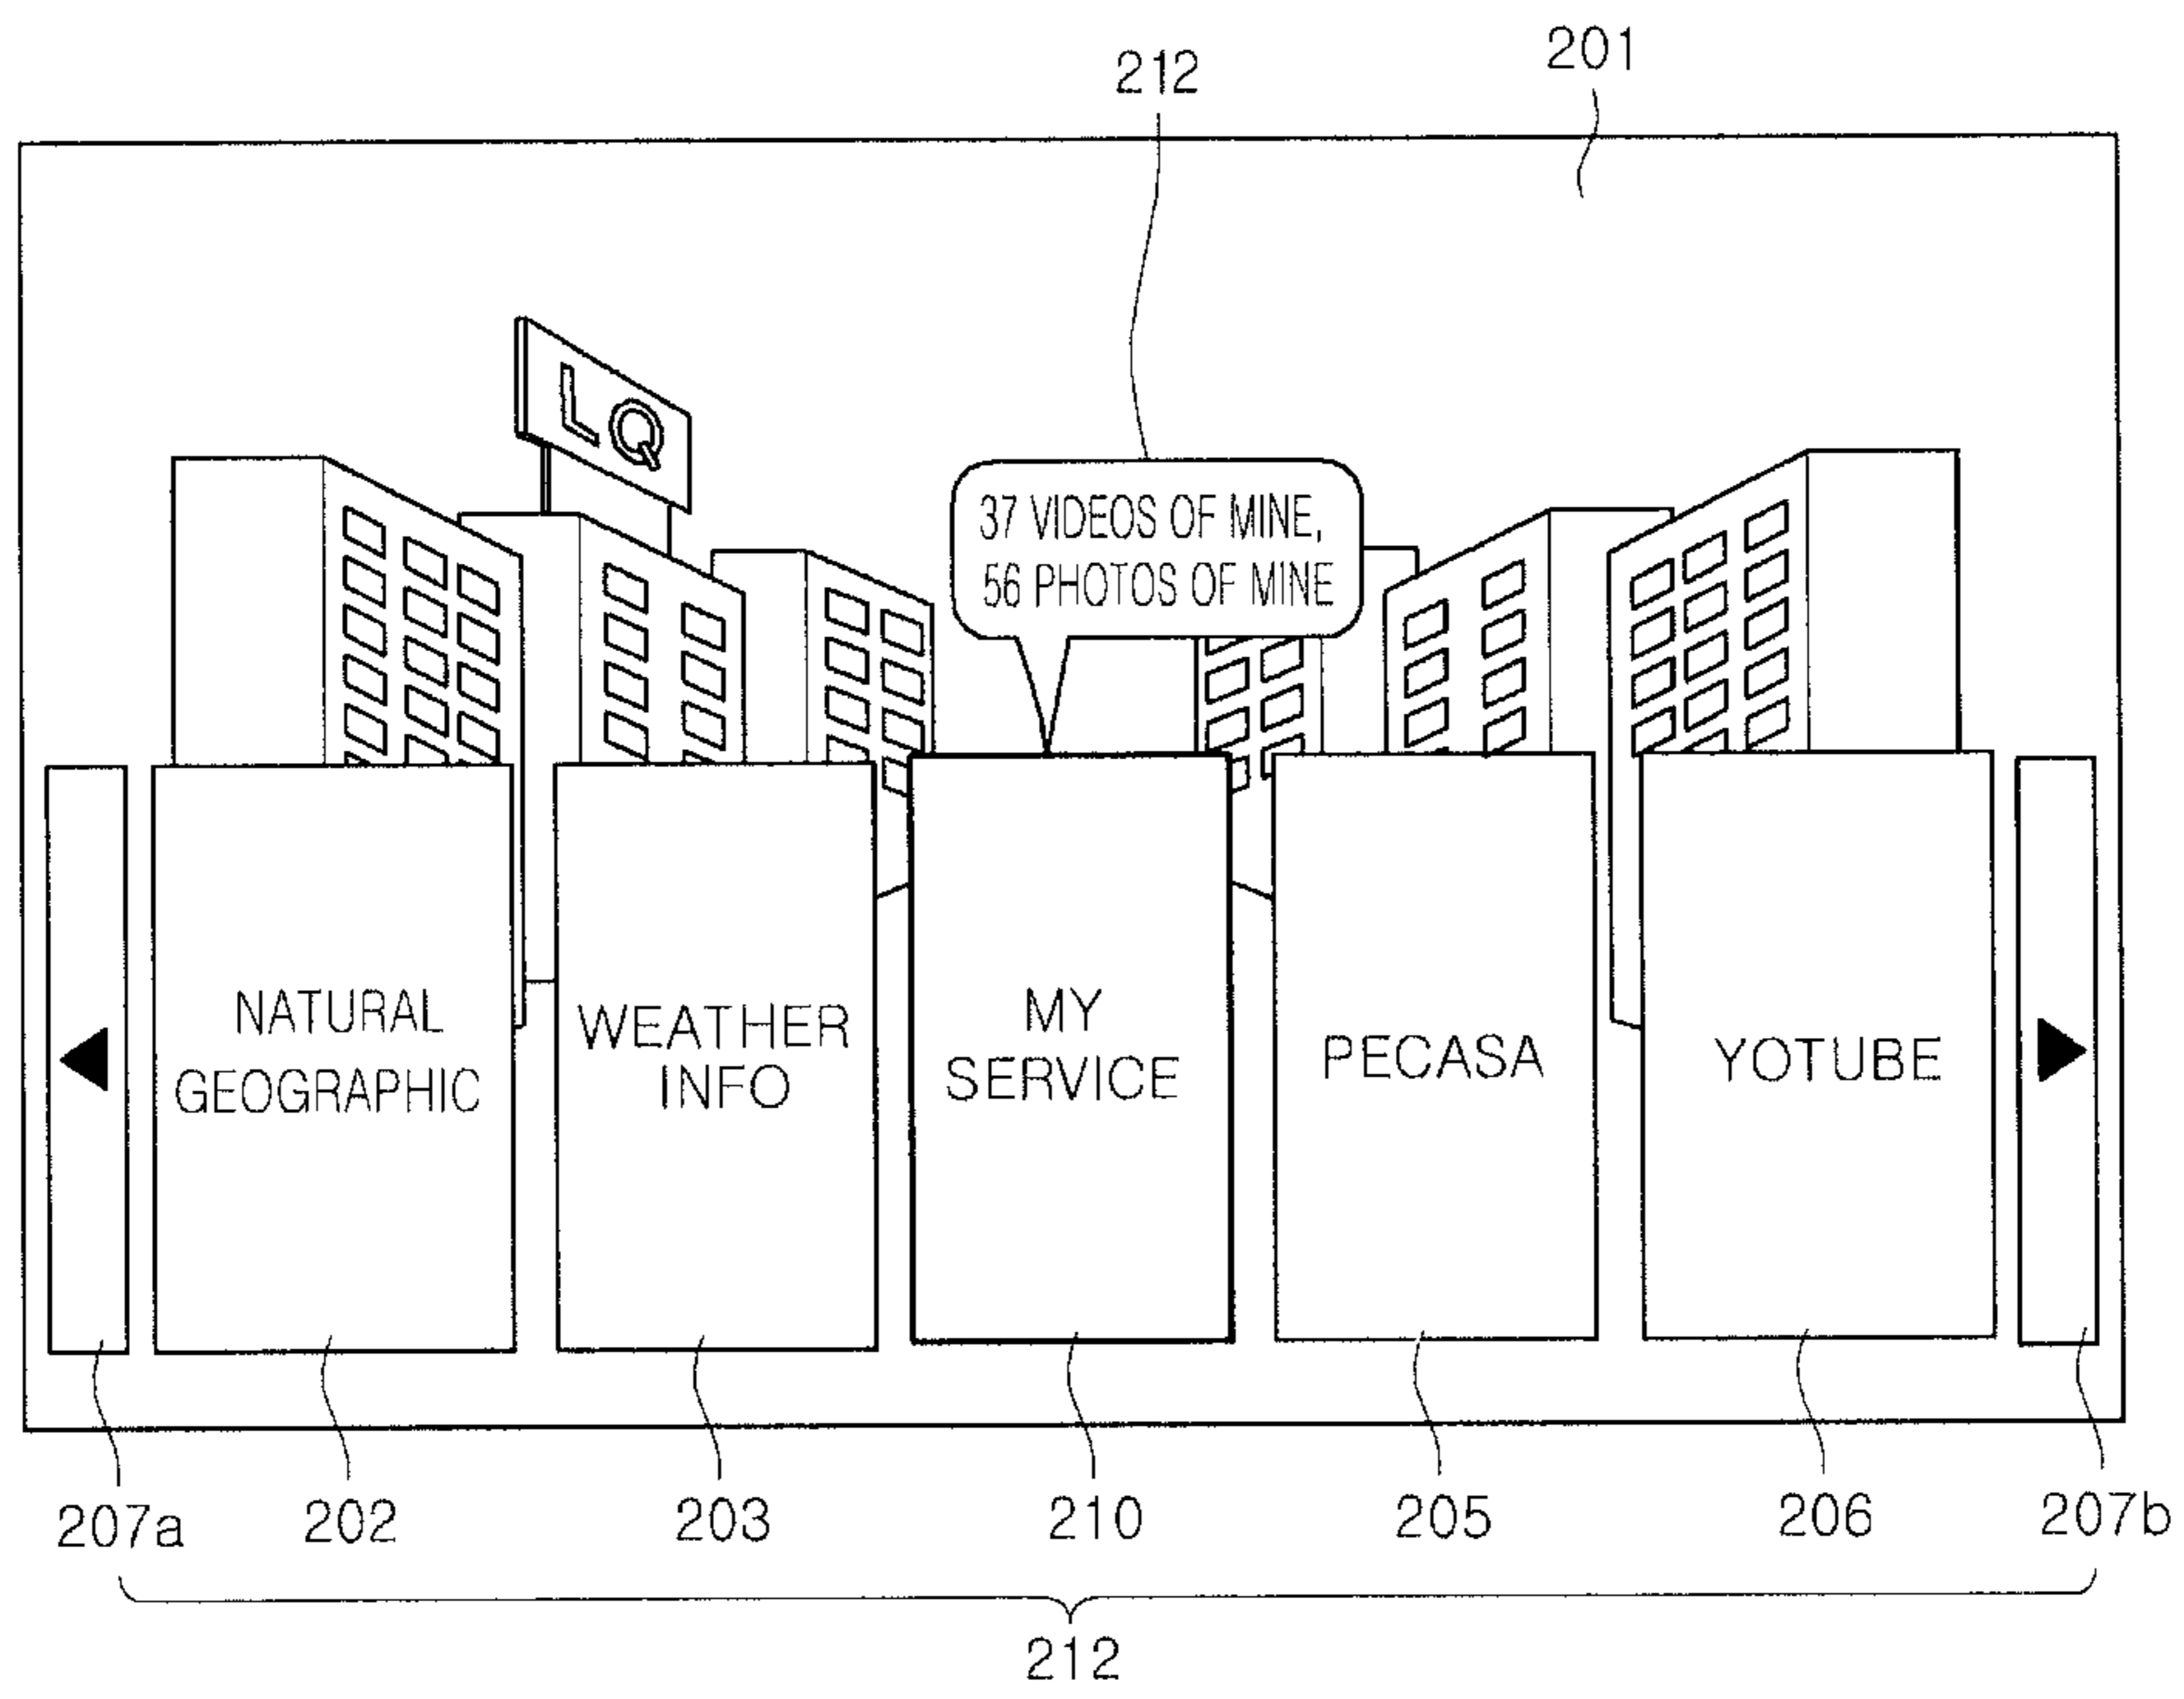 212
201
LQ
37 VIDEOS OF MINE,
56 PHOTOS OF MINE
NATURAL
GEOGRAPHIC
WEATHER
INFO
MY
SERVICE
PECASA
YOTUBE
207a
202
203
210
205
206
207b
212